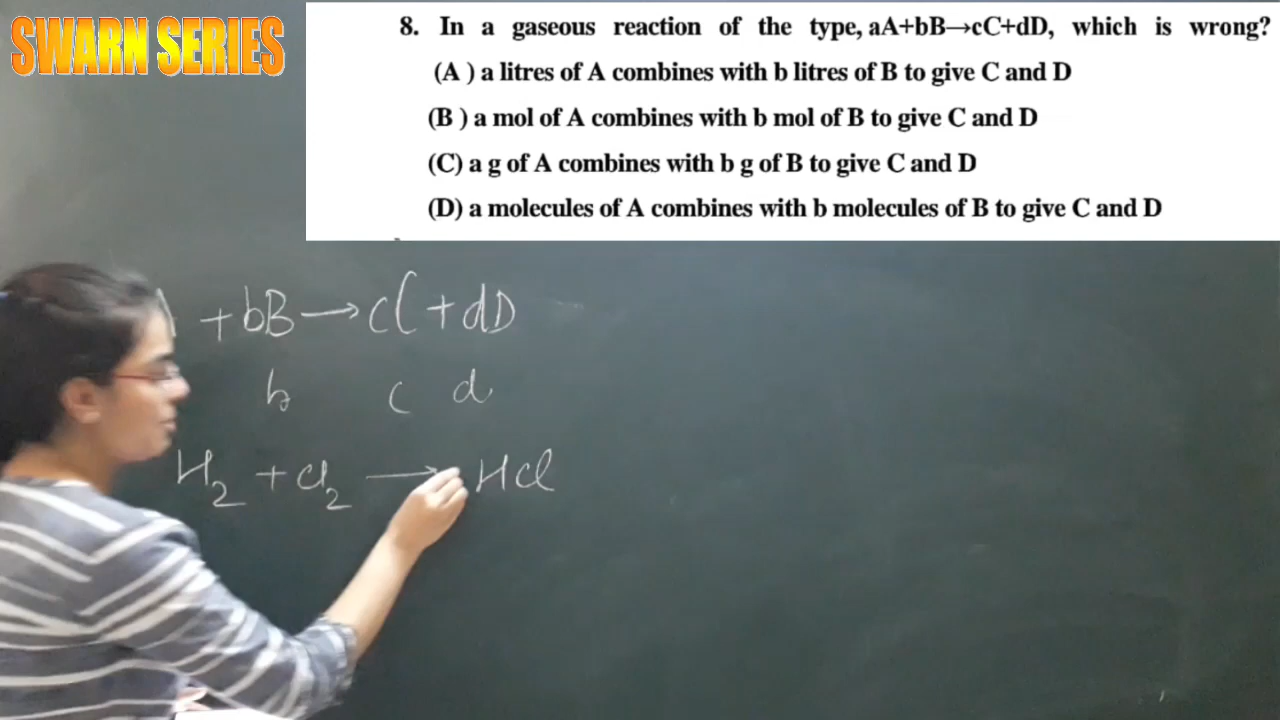 SWARN SERIES
8. In a gaseous reaction of the type, aA+bB→cC+dD, which is wrong?
(A ) a litres of A combines with b litres of B to give C and D
(B ) a mol of A combines with b mol of B to give C and D
(C) a g of A combines with b g of B to give C and D
(D) a molecules of A combines with b molecules of B to give C and D
+ bB → cC + dD
b c d
H₂ + Cl₂ → HCl